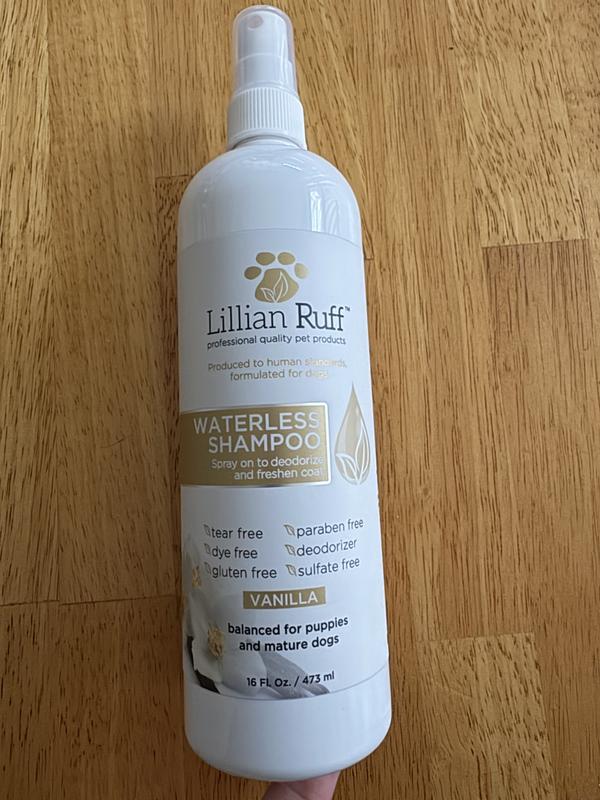 Lillian Ruff™
professional quality pet products
Produced to human standards,
formulated for dogs
WATERLESS
SHAMPOO
Spray on to deodorize
and freshen coat
tear free
paraben free
dye free
deodorizer
gluten free
sulfate free
VANILLA
balanced for puppies
and mature dogs
16 Fl. Oz. / 473 ml